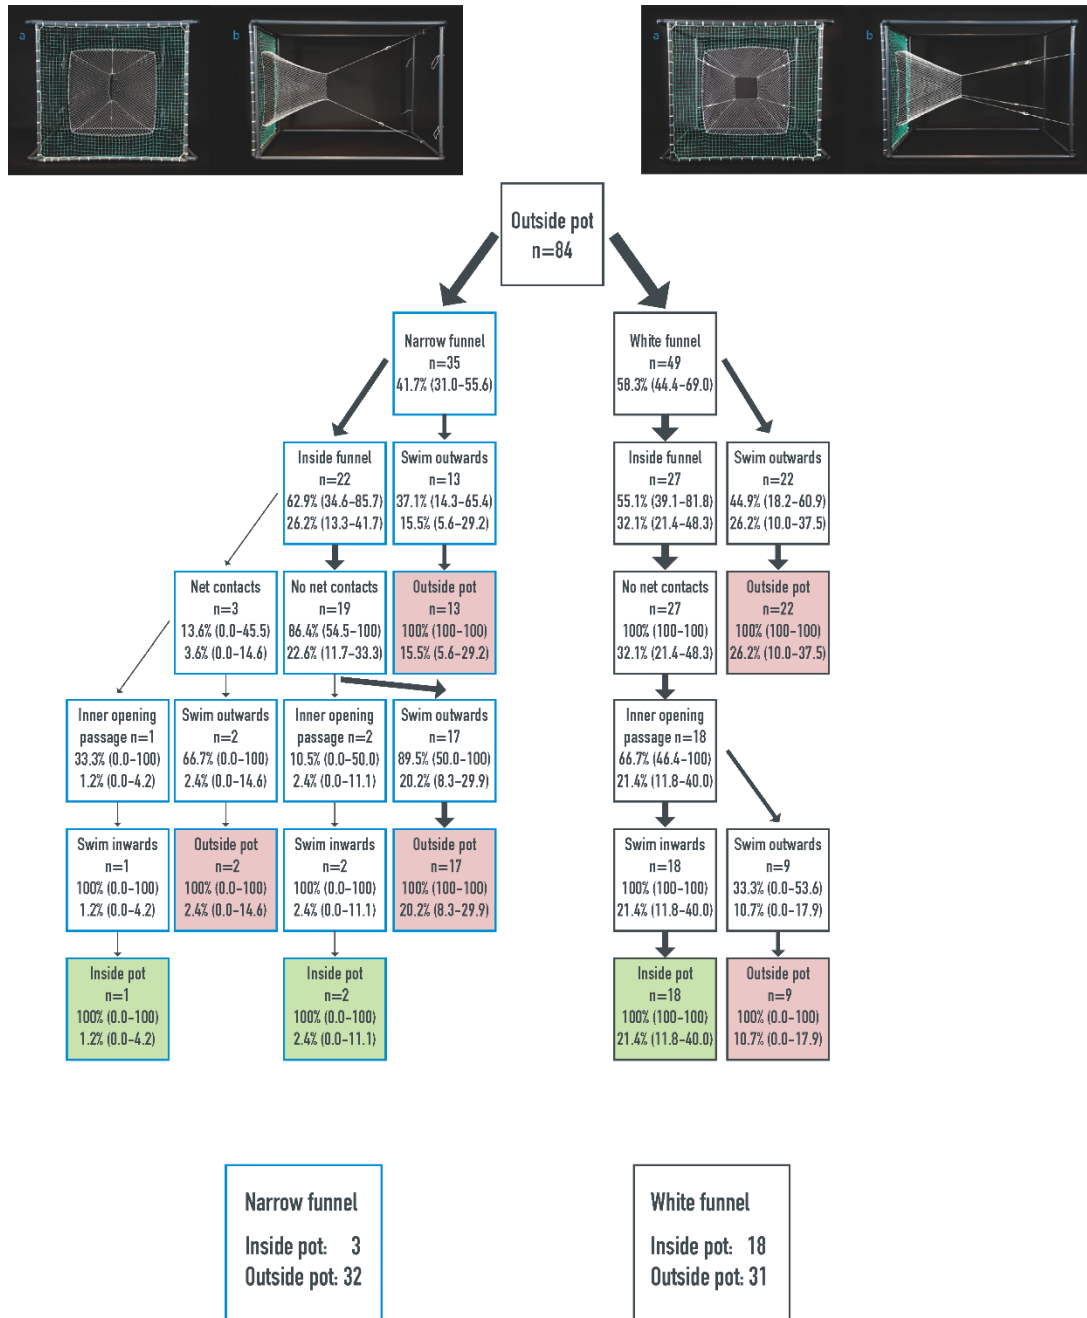 a
b
a
b
Outside pot
n=84
Narrow funnel
n=35
41.7% (31.0-55.6)
White funnel
n=49
58.3% (44.4-69.0)
Inside funnel
n=22
62.9% (34.6-85.7)
26.2% (13.3-41.7)
Swim outwards
n=13
37.1% (14.3-65.4)
15.5% (5.6-29.2)
Inside funnel
n=27
55.1% (39.1-81.8)
32.1% (21.4-48.3)
Swim outwards
n=22
44.9% (18.2-60.9)
26.2% (10.0-37.5)
Net contacts
n=3
13.6% (0.0-45.5)
3.6% (0.0-14.6)
No net contacts
n=19
86.4% (54.5-100)
22.6% (11.7-33.3)
Outside pot
n=13
100% (100-100)
15.5% (5.6-29.2)
No net contacts
n=27
100% (100-100)
32.1% (21.4-48.3)
Outside pot
n=22
100% (100-100)
26.2% (10.0-37.5)
Inner opening
passage n=1
33.3% (0.0-100)
1.2% (0.0-4.2)
Swim outwards
n=2
66.7% (0.0-100)
2.4% (0.0-14.6)
Inner opening
passage n=2
10.5% (0.0-50.0)
2.4% (0.0-11.1)
Swim outwards
n=17
89.5% (50.0-100)
20.2% (8.3-29.9)
Inner opening
passage n=18
66.7% (46.4-100)
21.4% (11.8-40.0)
Swim inwards
n=1
100% (0.0-100)
1.2% (0.0-4.2)
Outside pot
n=2
100% (0.0-100)
2.4% (0.0-14.6)
Swim inwards
n=2
100% (0.0-100)
2.4% (0.0-11.1)
Outside pot
n=17
100% (100-100)
20.2% (8.3-29.9)
Swim inwards
n=18
100% (100-100)
21.4% (11.8-40.0)
Swim outwards
n=9
33.3% (0.0-53.6)
10.7% (0.0-17.9)
Inside pot
n=1
100% (0.0-100)
1.2% (0.0-4.2)
Inside pot
n=2
100% (0.0-100)
2.4% (0.0-11.1)
Inside pot
n=18
100% (100-100)
21.4% (11.8-40.0)
Outside pot
n=9
100% (0.0-100)
10.7% (0.0-17.9)
Narrow funnel
Inside pot: 3
Outside pot: 32
White funnel
Inside pot: 18
Outside pot: 31